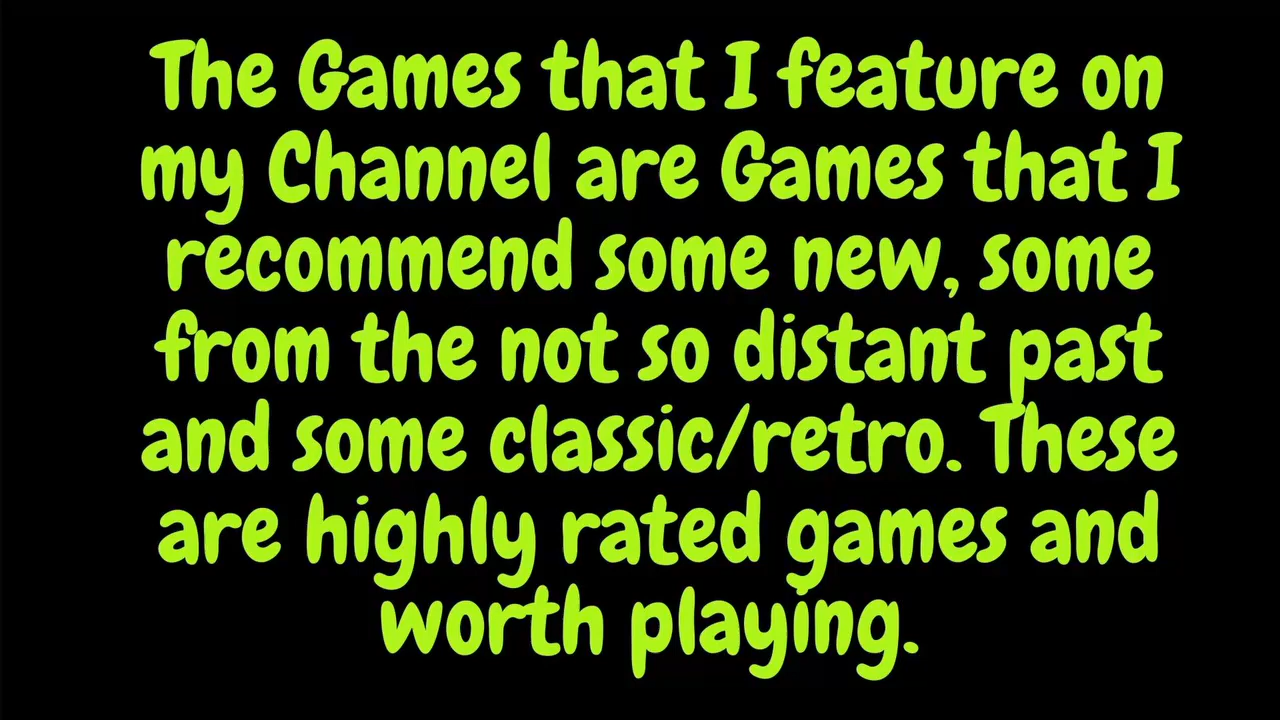 The Games that I feature on
my Channel are Games that I
recommend some new, some
from the not so distant past
and some classic/retro. These
are highly rated games and
worth playing.